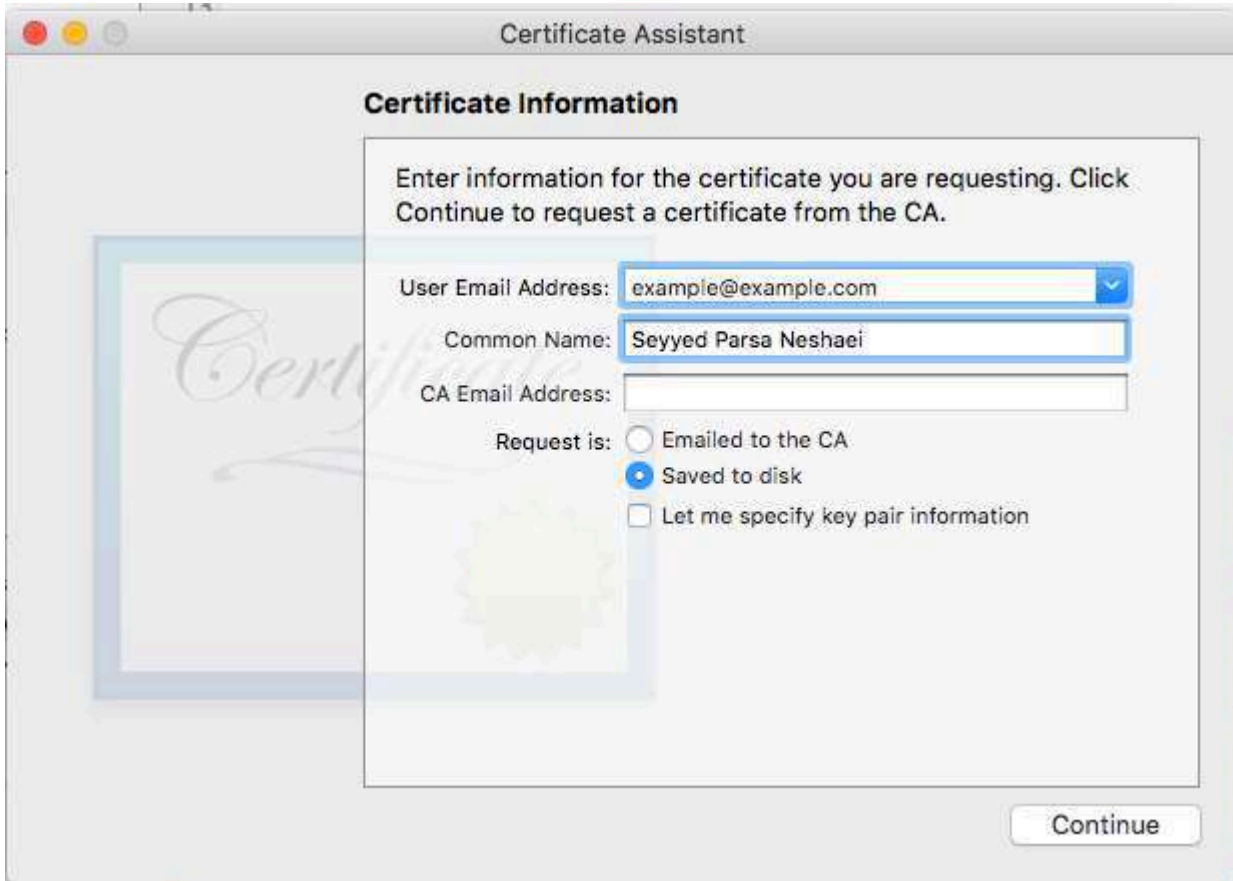 Certificate Assistant
Certificate Information
Enter information for the certificate you are requesting. Click
Continue to request a certificate from the CA.
User Email Address: example@example.com
Common Name: Seyyed Parsa Neshaei
CA Email Address:
Request is: Emailed to the CA
Saved to disk
Let me specify key pair information
Certificate
Continue